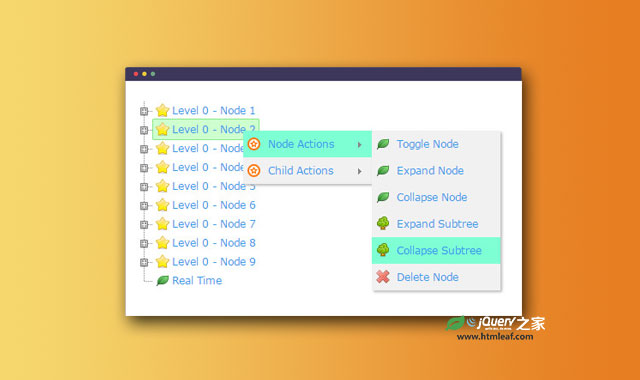 Level 0 - Node 1
Level 0 - Node 2
Level 0 - Node
Level 0 - Node
Level 0 - Node 5
Level 0 - Node 6
Level 0 - Node 7
Level 0 - Node 8
Level 0 - Node 9
Real Time
Node Actions
Child Actions
Toggle Node
Expand Node
Collapse Node
Expand Subtree
Collapse Subtree
Delete Node
jQuery之家
www.htmleaf.com